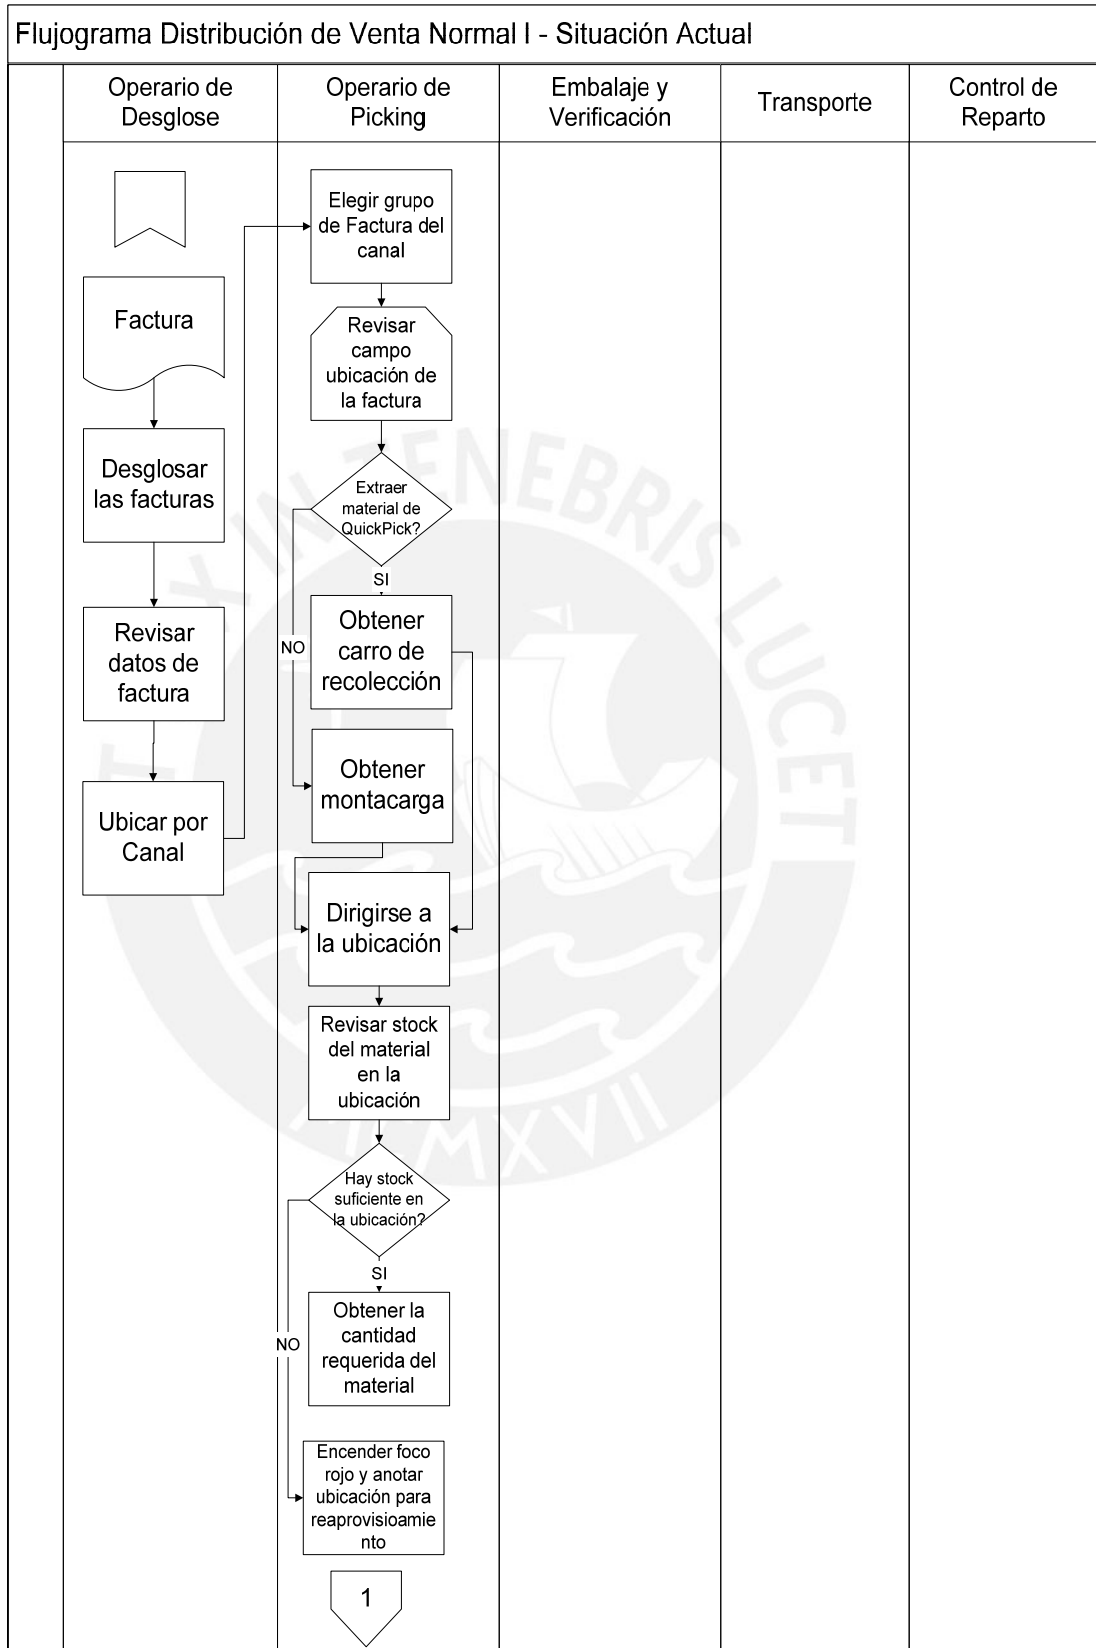 Flujograma Distribución de Venta Normal I - Situación Actual
Operario de
Desglose
Operario de
Picking
Embalaje y
Verificación
Transporte
Control de
Reparto
Factura
Desglosar
las facturas
Revisar
datos de
factura
Ubicar por
Canal
Elegir grupo
de Factura del
canal
Revisar
campo
ubicación de
la factura
Extraer
material de
QuickPick?
SI
NO
Obtener
carro de
recolección
Obtener
montacarga
Dirigirse a
la ubicación
Revisar stock
del material
en la
ubicación
Hay stock
suficiente en
la ubicación?
SI
NO
Obtener la
cantidad
requerida del
material
Encender foco
rojo y anotar
ubicación para
reaprovisioamie
nto
1